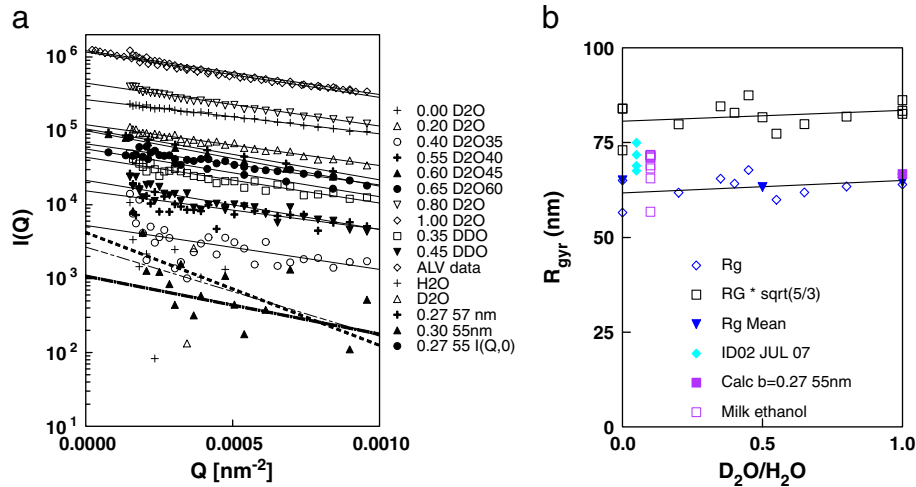 a
I(Q)
10^6
10^5
10^4
10^3
10^2
10^1
0.0000
0.0005
0.0010
Q [nm-2]
0.00 D2O
0.20 D2O
0.40 D2O35
0.55 D2O40
0.60 D2O45
0.65 D2O60
0.80 D2O
1.00 D2O
0.35 DDO
0.45 DDO
ALV data
H2O
D2O
0.27 57 nm
0.30 55nm
0.27 55 I(Q,0)
b
R_gyr (nm)
100
75
50
25
0
0.0
0.5
1.0
D2O/H2O
Rg
RG * sqrt(5/3)
Rg Mean
ID02 JUL 07
Calc b=0.27 55nm
Milk ethanol